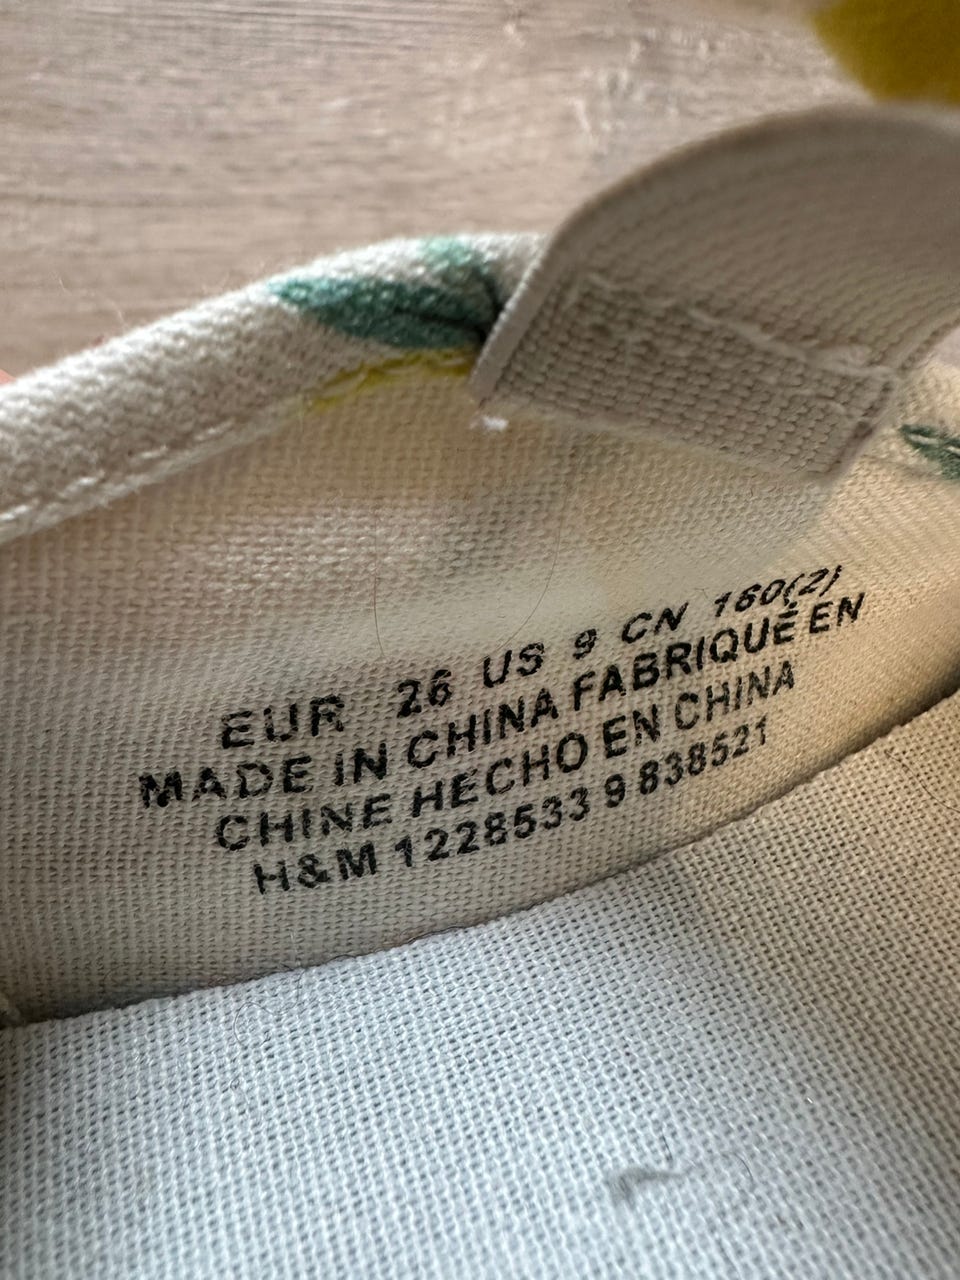 EUR 26 US 9 CN 160(2)
MADE IN CHINA FABRIQUÉ EN
CHINE HECHO EN CHINA
H&M 1228533 9 838521